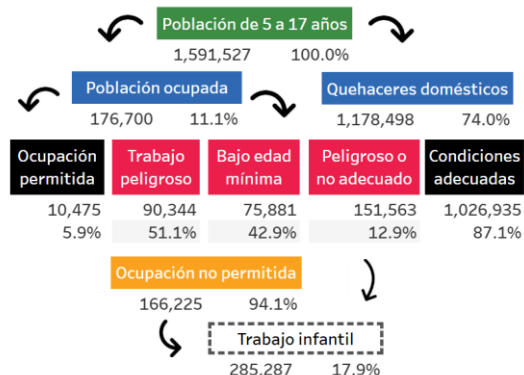 Población de 5 a 17 años
1,591,527 100.0%
Población ocupada Quehaceres domésticos
176,700 11.1% 1,178,498 74.0%
Ocupación Trabajo Bajo edad Peligroso o Condiciones
permitida peligroso mínima no adecuado adecuadas
10,475 90,344 75,881 151,563 1,026,935
5.9% 51.1% 42.9% 12.9% 87.1%
Ocupación no permitida
166,225 94.1%
Trabajo infantil
285,287 17.9%